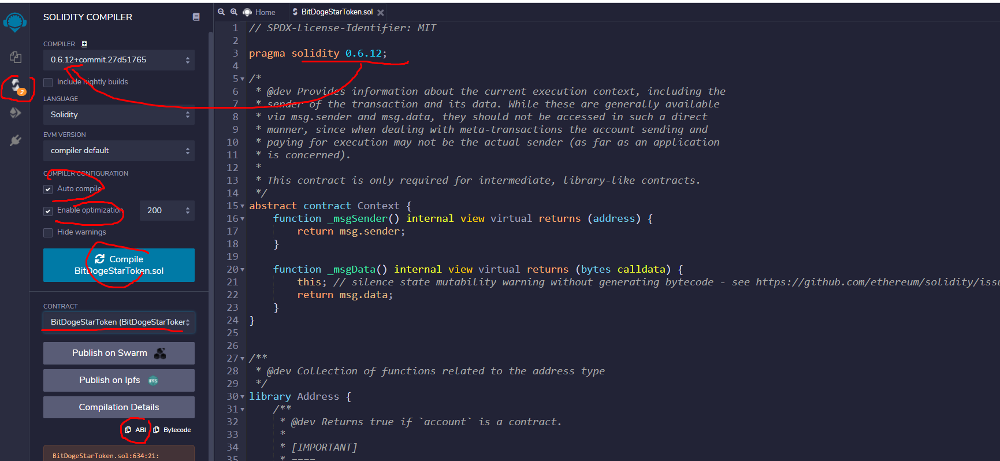 SOLIDITY COMPILER
COMPILER
0.6.12+commit.27d51765
Include nightly builds
LANGUAGE
Solidity
EVM VERSION
compiler default
COMPILER CONFIGURATION
Auto compile
Enable optimization 200
Hide warnings
Compile
BitDogeStarToken.sol
CONTRACT
BitDogeStarToken (BitDogeStarToken
Publish on Swarm
Publish on Ipfs IPFS
Compilation Details
ABI Bytecode
BitDogeStarToken.sol:634:21:
2
Home BitDogeStarToken.sol
1 // SPDX-License-Identifier: MIT
2
3 pragma solidity 0.6.12;
4
5 /*
6 * @dev Provides information about the current execution context, including the
7 * sender of the transaction and its data. While these are generally available
8 * via msg.sender and msg.data, they should not be accessed in such a direct
9 * manner, since when dealing with meta-transactions the account sending and
10 * paying for execution may not be the actual sender (as far as an application
11 * is concerned).
12 *
13 * This contract is only required for intermediate, library-like contracts.
14 */
15 abstract contract Context {
16 function _msgSender() internal view virtual returns (address) {
17 return msg.sender;
18 }
19
20 function _msgData() internal view virtual returns (bytes calldata) {
21 this; // silence state mutability warning without generating bytecode - see https://github.com/ethereum/solidity/issu
22 return msg.data;
23 }
24 }
25
26
27 /**
28 * @dev Collection of functions related to the address type
29 */
30 library Address {
31 /**
32 * @dev Returns true if `account` is a contract.
33 *
34 * [IMPORTANT]
35 * ====